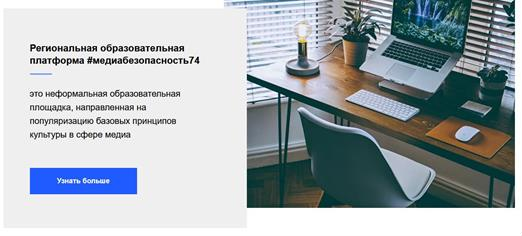 Региональная образовательная
платформа #медиабезопасность74
это неформальная образовательная
площадка, направленная на
популяризацию базовых принципов
культуры в сфере медиа
Узнать больше